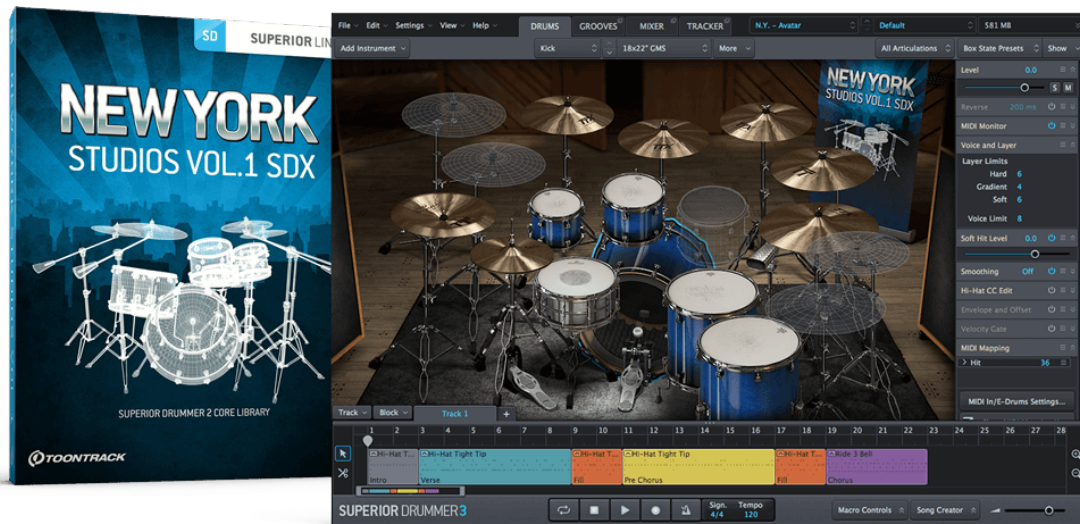 SD SUPERIOR LIN
NEW YORK
STUDIOS VOL.1 SDX
SUPERIOR DRUMMER 2 CORE LIBRARY
TOONTRACK
File Edit Settings View Help DRUMS GROOVES MIXER TRACKER N.Y. - Avatar Default 581 MB
Add Instrument Kick 18x22" GMS More All Articulations Box State Presets Show
NEW YORK
STUDIOS VOL.1 SDX
Level 0.0
S M
Reverse 200 ms
MIDI Monitor
Voice and Layer
Layer Limits
Hard 6
Gradient 4
Soft 6
Voice Limit 8
Soft Hit Level 0.0
Smoothing Off
Hi-Hat CC Edit
Envelope and Offset
Velocity Gate
MIDI Mapping
Hit 36
MIDI In/E-Drums Settings...
Track Block Track 1 +
1 2 3 4 5 6 7 8 9 10 11 12 13 14 15 16 17 18 19 20 21 22 23 24 25 26 27 28
Hi-Hat T... Hi-Hat Tight Tip Hi-Hat T... Hi-Hat Tight Tip Hi-Hat T... Ride 3 Bell
Intro Verse Fill Pre Chorus Fill Chorus
SUPERIOR DRUMMER 3 Sign. 4/4 Tempo 120 Macro Controls Song Creator